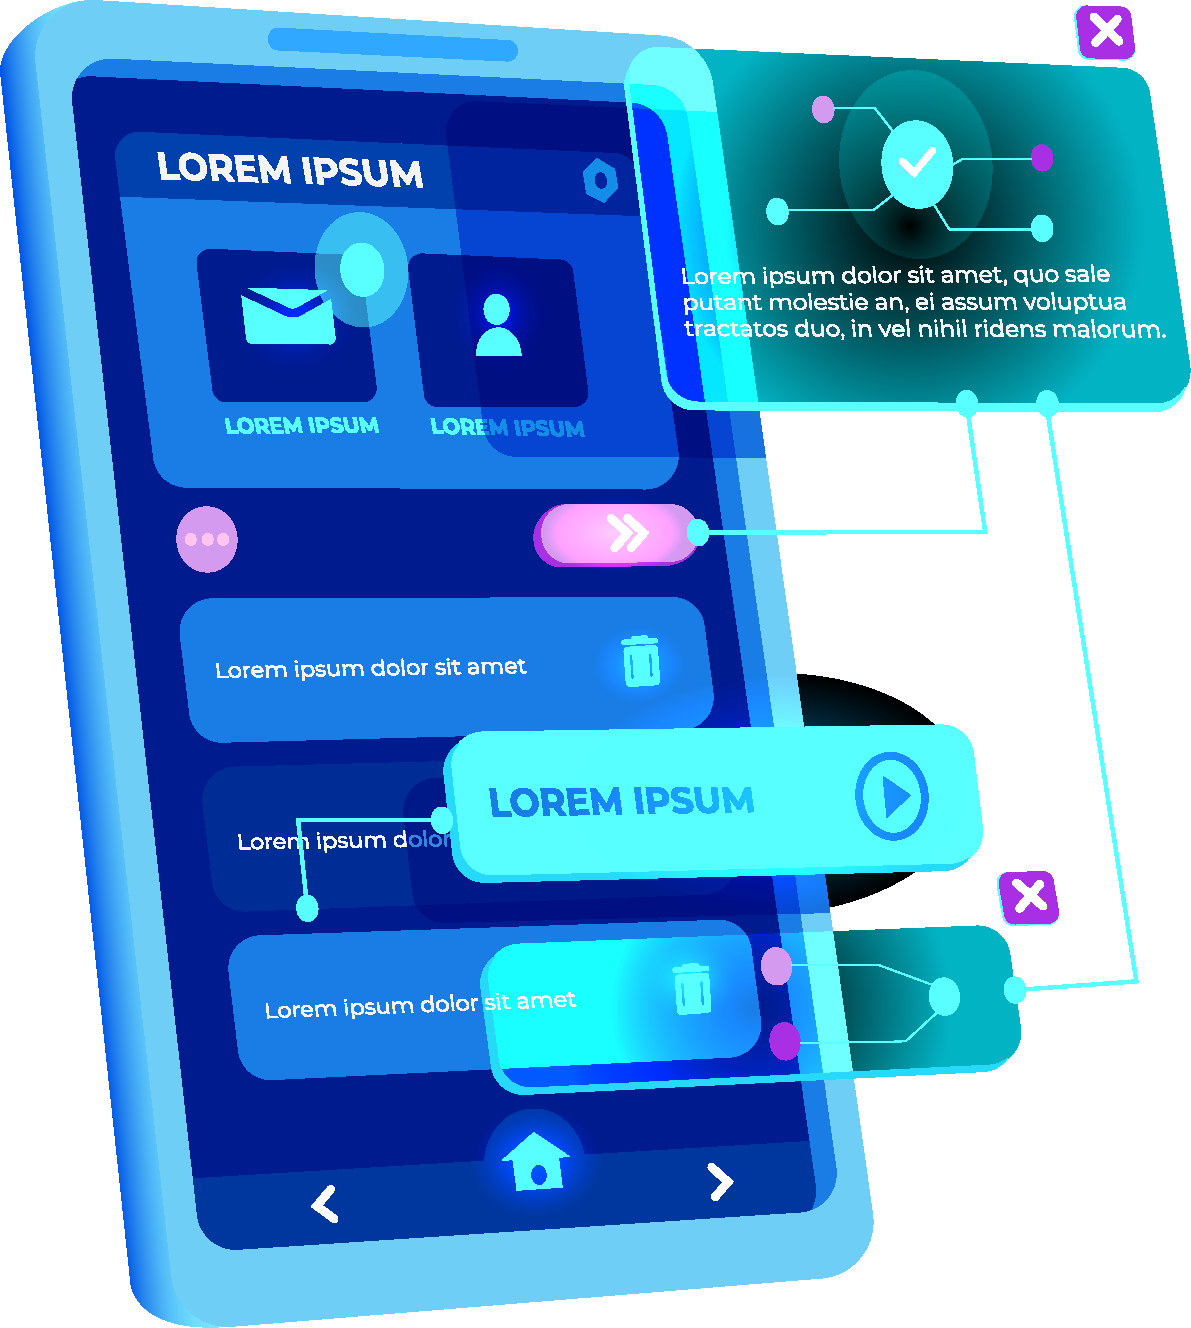 LOREM IPSUM
LOREM IPSUM
LOREM IPSUM
Lorem ipsum dolor sit amet, quo sale
putant molestie an, ei assum voluptua
tractatos duo, in vel nihil ridens malorum.
Lorem ipsum dolor sit amet
LOREM IPSUM
Lorem ipsum dolor
Lorem ipsum dolor sit amet